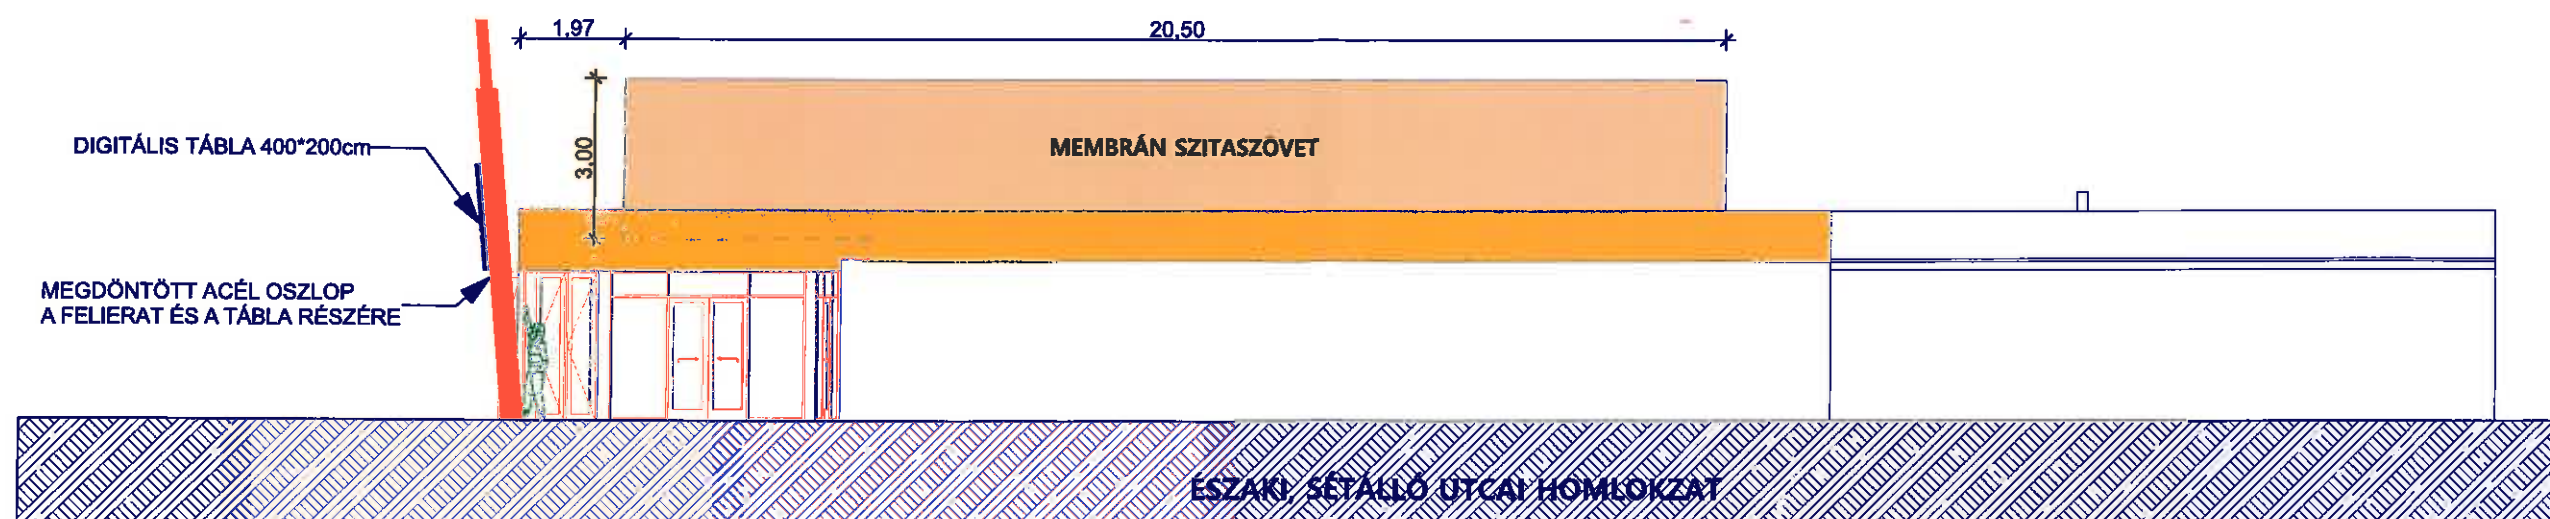 1,97
20,50
3,00
DIGITÁLIS TÁBLA 400*200cm
MEMBRÁN SZITASZÖVET
MEGDÖNTÖTT ACÉL OSZLOP
A FELIERAT ÉS A TÁBLA RÉSZÉRE
ÉSZAKI, SÉTÁLLÓ UTCAI HOMLOKZAT